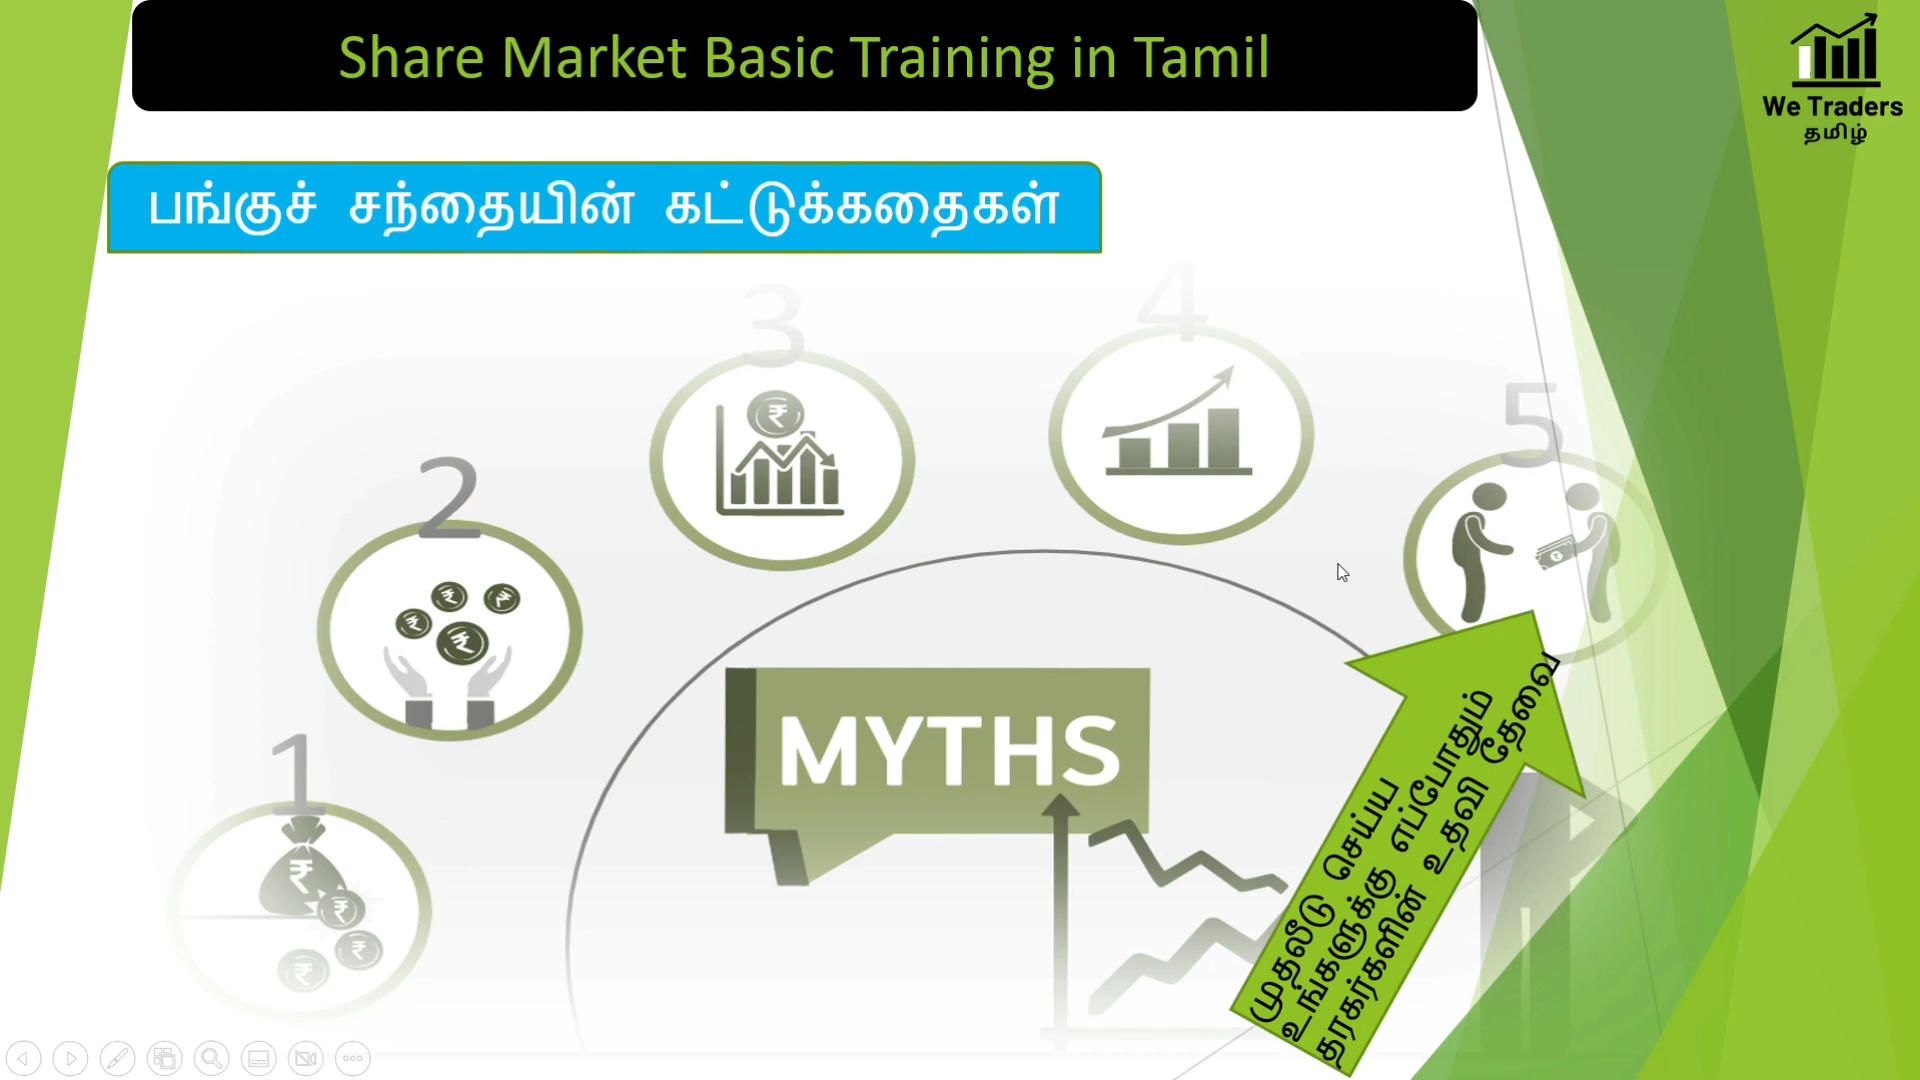 Share Market Basic Training in Tamil
We Traders
தமிழ்
பங்குச் சந்தையின் கட்டுக்கதைகள்
1
2
3
4
5
MYTHS
முதலீடு செய்ய
உங்களுக்கு எப்போதும்
தரகர்களின் உதவி தேவை